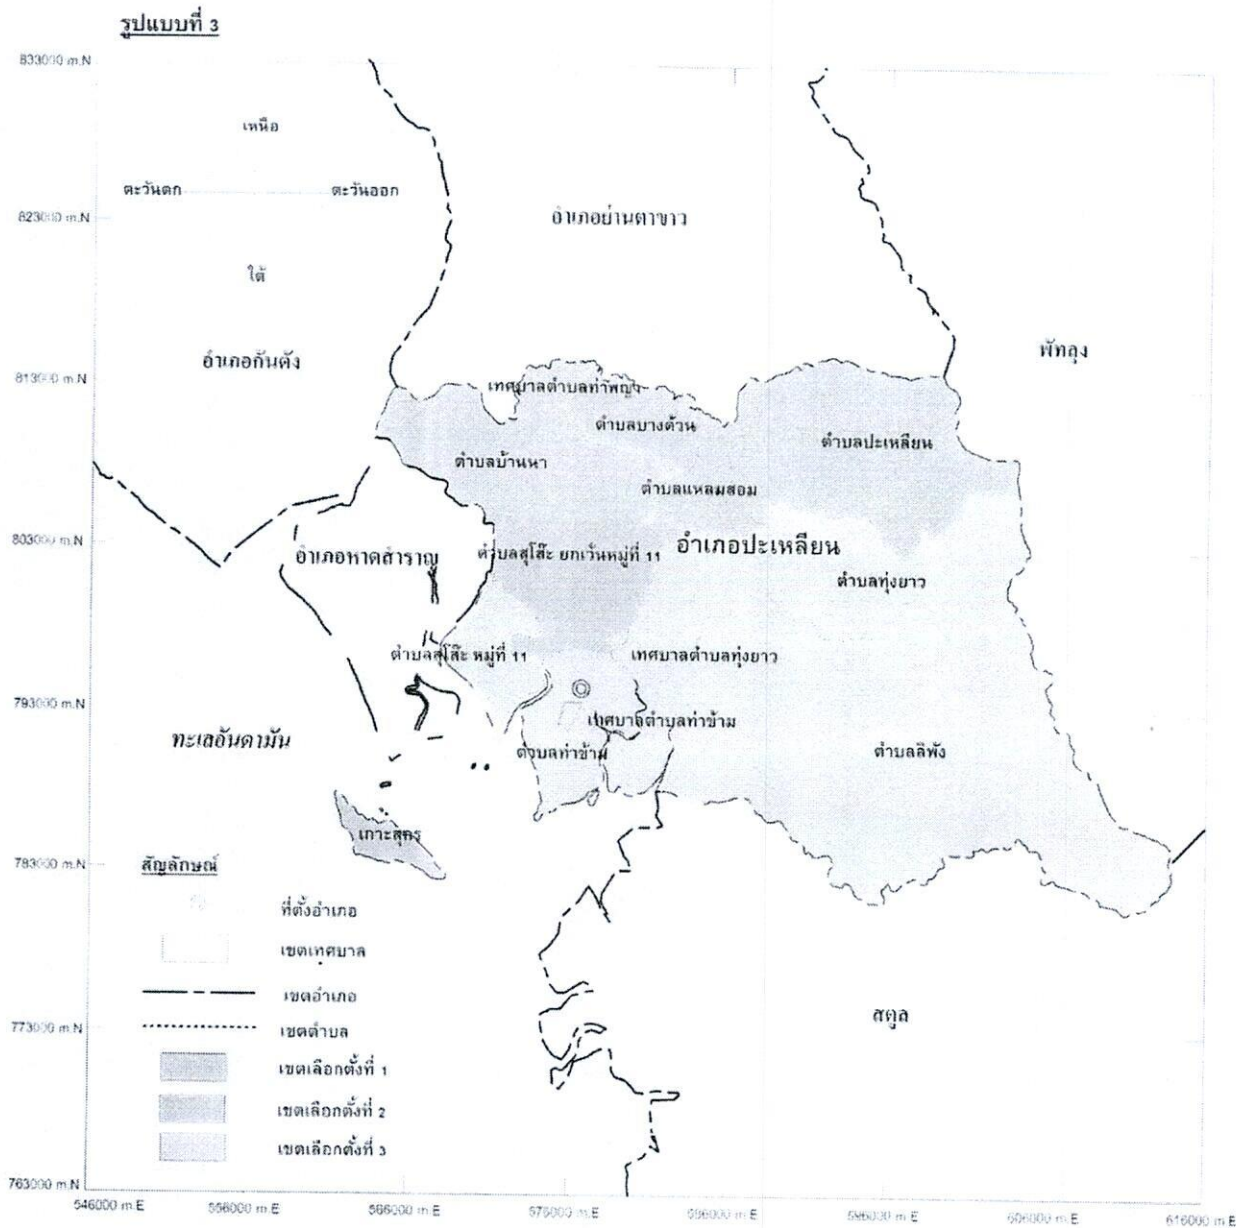 รูปแบบที่ 3
833000 m.N
เหนือ
ตะวันตก
ตะวันออก
823000 m.N
อำเภอย่านตาขาว
ใต้
อำเภอกันตัง
พัทลุง
813000 m.N
เทศบาลตำบลท่าพญา
ตำบลบางด้วน
ตำบลปะเหลียน
ตำบลบ้านนา
ตำบลแหลมสอม
803000 m.N
อำเภอหาดสำราญ
ตำบลสุโส๊ะ ยกเว้นหมู่ที่ 11
อำเภอปะเหลียน
ตำบลทุ่งยาว
ตำบลสุโส๊ะ หมู่ที่ 11
เทศบาลตำบลทุ่งยาว
793000 m.N
เทศบาลตำบลท่าข้าม
ทะเลอันดามัน
ตำบลท่าข้าม
ตำบลลิพัง
เกาะสุกร
783000 m.N
สัญลักษณ์
ที่ตั้งอำเภอ
เขตเทศบาล
เขตอำเภอ
773000 m.N
เขตตำบล
สตูล
เขตเลือกตั้งที่ 1
เขตเลือกตั้งที่ 2
เขตเลือกตั้งที่ 3
763000 m.N
546000 m.E
556000 m.E
566000 m.E
576000 m.E
586000 m.E
596000 m.E
606000 m.E
616000 m.E